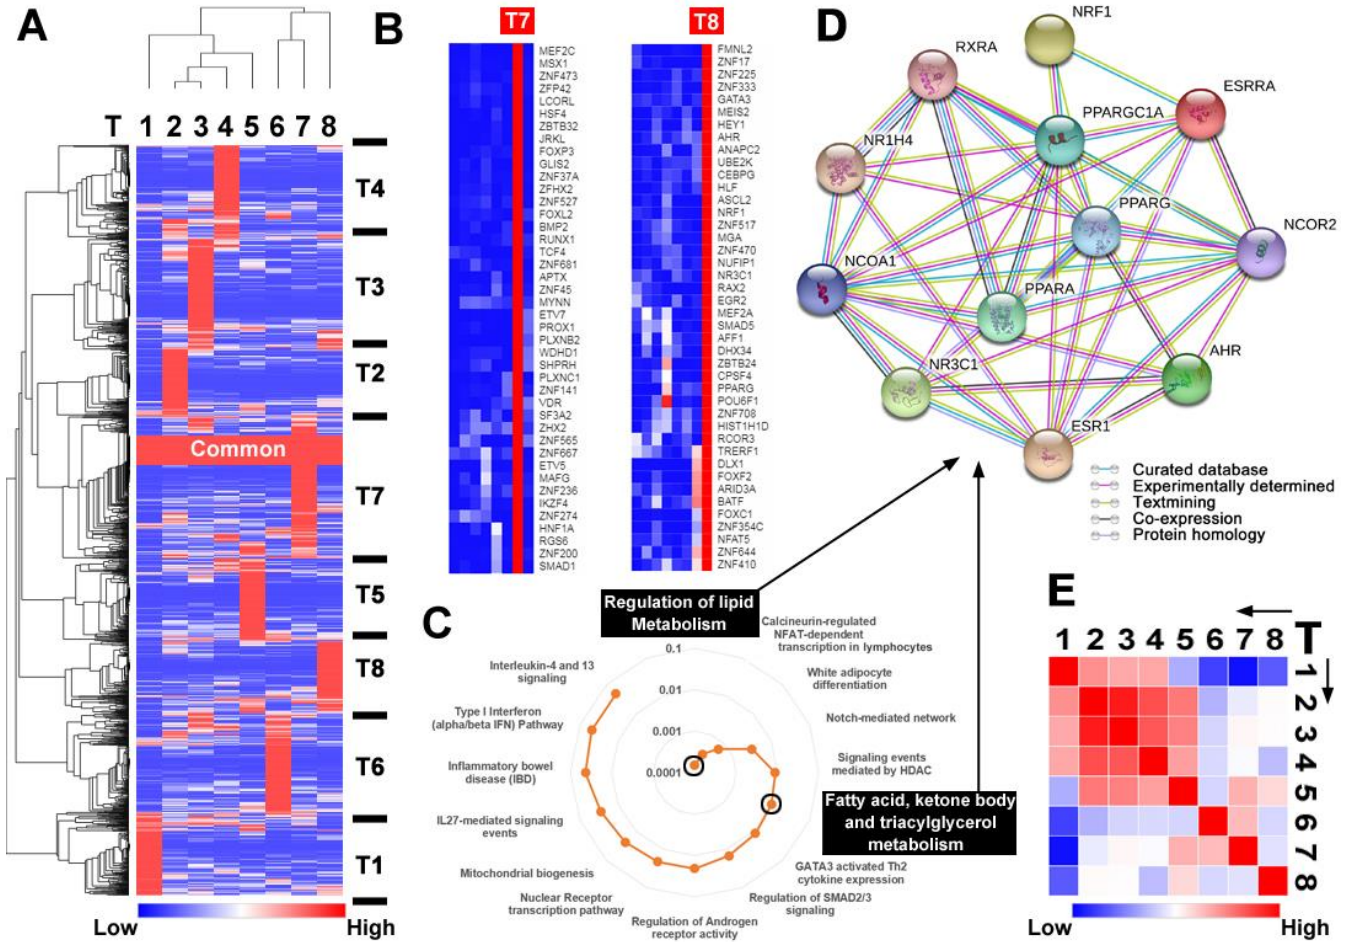 A
T 1 2 3 4 5 6 7 8
T4
T3
T2
Common
T7
T5
T8
T6
T1
Low
High
B
T7
MEF2C
MSX1
ZNF473
ZFP42
LCORL
HSF4
ZBTB32
JRKL
FOXP3
GLIS2
ZNF37A
ZFHX2
ZNF527
FOXL2
BMP2
RUNX1
TCF4
ZNF681
APTX
ZNF45
MYNN
ETV7
PROX1
PLXNB2
WDHD1
SHPRH
PLXNC1
ZNF141
VDR
SF3A2
ZHX2
ZNF565
ZNF667
ETV5
MAFG
ZNF236
IKZF4
ZNF274
HNF1A
RGS6
ZNF200
SMAD1
T8
FMNL2
ZNF17
ZNF225
ZNF333
GATA3
MEIS2
HEY1
AHR
ANAPC2
UBE2K
CEBPG
HLF
ASCL2
NRF1
ZNF517
MGA
ZNF470
NUFIP1
NR3C1
RAX2
EGR2
MEF2A
SMAD5
AFF1
DHX34
ZBTB24
CPSF4
PPARG
POU6F1
ZNF708
HIST1H1D
RCOR3
TRERF1
DLX1
FOXF2
ARID3A
BATF
FOXC1
ZNF354C
NFAT5
ZNF644
ZNF410
C
Regulation of lipid
Metabolism
Calcineurin-regulated
NFAT-dependent
transcription in lymphocytes
White adipocyte
differentiation
Notch-mediated network
Signaling events
mediated by HDAC
Fatty acid, ketone body
and triacylglycerol
metabolism
GATA3 activated Th2
cytokine expression
Regulation of SMAD2/3
signaling
Regulation of Androgen
receptor activity
Nuclear Receptor
transcription pathway
Mitochondrial biogenesis
IL27-mediated signaling
events
Inflammatory bowel
disease (IBD)
Type I Interferon
(alpha/beta IFN) Pathway
Interleukin-4 and 13
signaling
0.1
0.01
0.001
0.0001
D
NRF1
RXRA
ESRRA
PPARGC1A
NR1H4
PPARG
NCOR2
NCOA1
PPARA
AHR
NR3C1
ESR1
Curated database
Experimentally determined
Textmining
Co-expression
Protein homology
E
T
1 2 3 4 5 6 7 8
1
2
3
4
5
6
7
8
Low
High